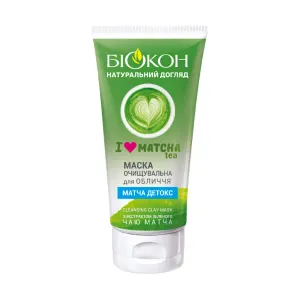 БІОКОН
НАТУРАЛЬНИЙ ДОГЛЯД
I ❤ MATCHA
tea
МАСКА
ОЧИЩУВАЛЬНА
для ОБЛИЧЧЯ
МАТЧА ДЕТОКС
CLEANSING CLAY MASK
З ЕКСТРАКТОМ ЗЕЛЕНОГО
ЧАЮ МАТЧА